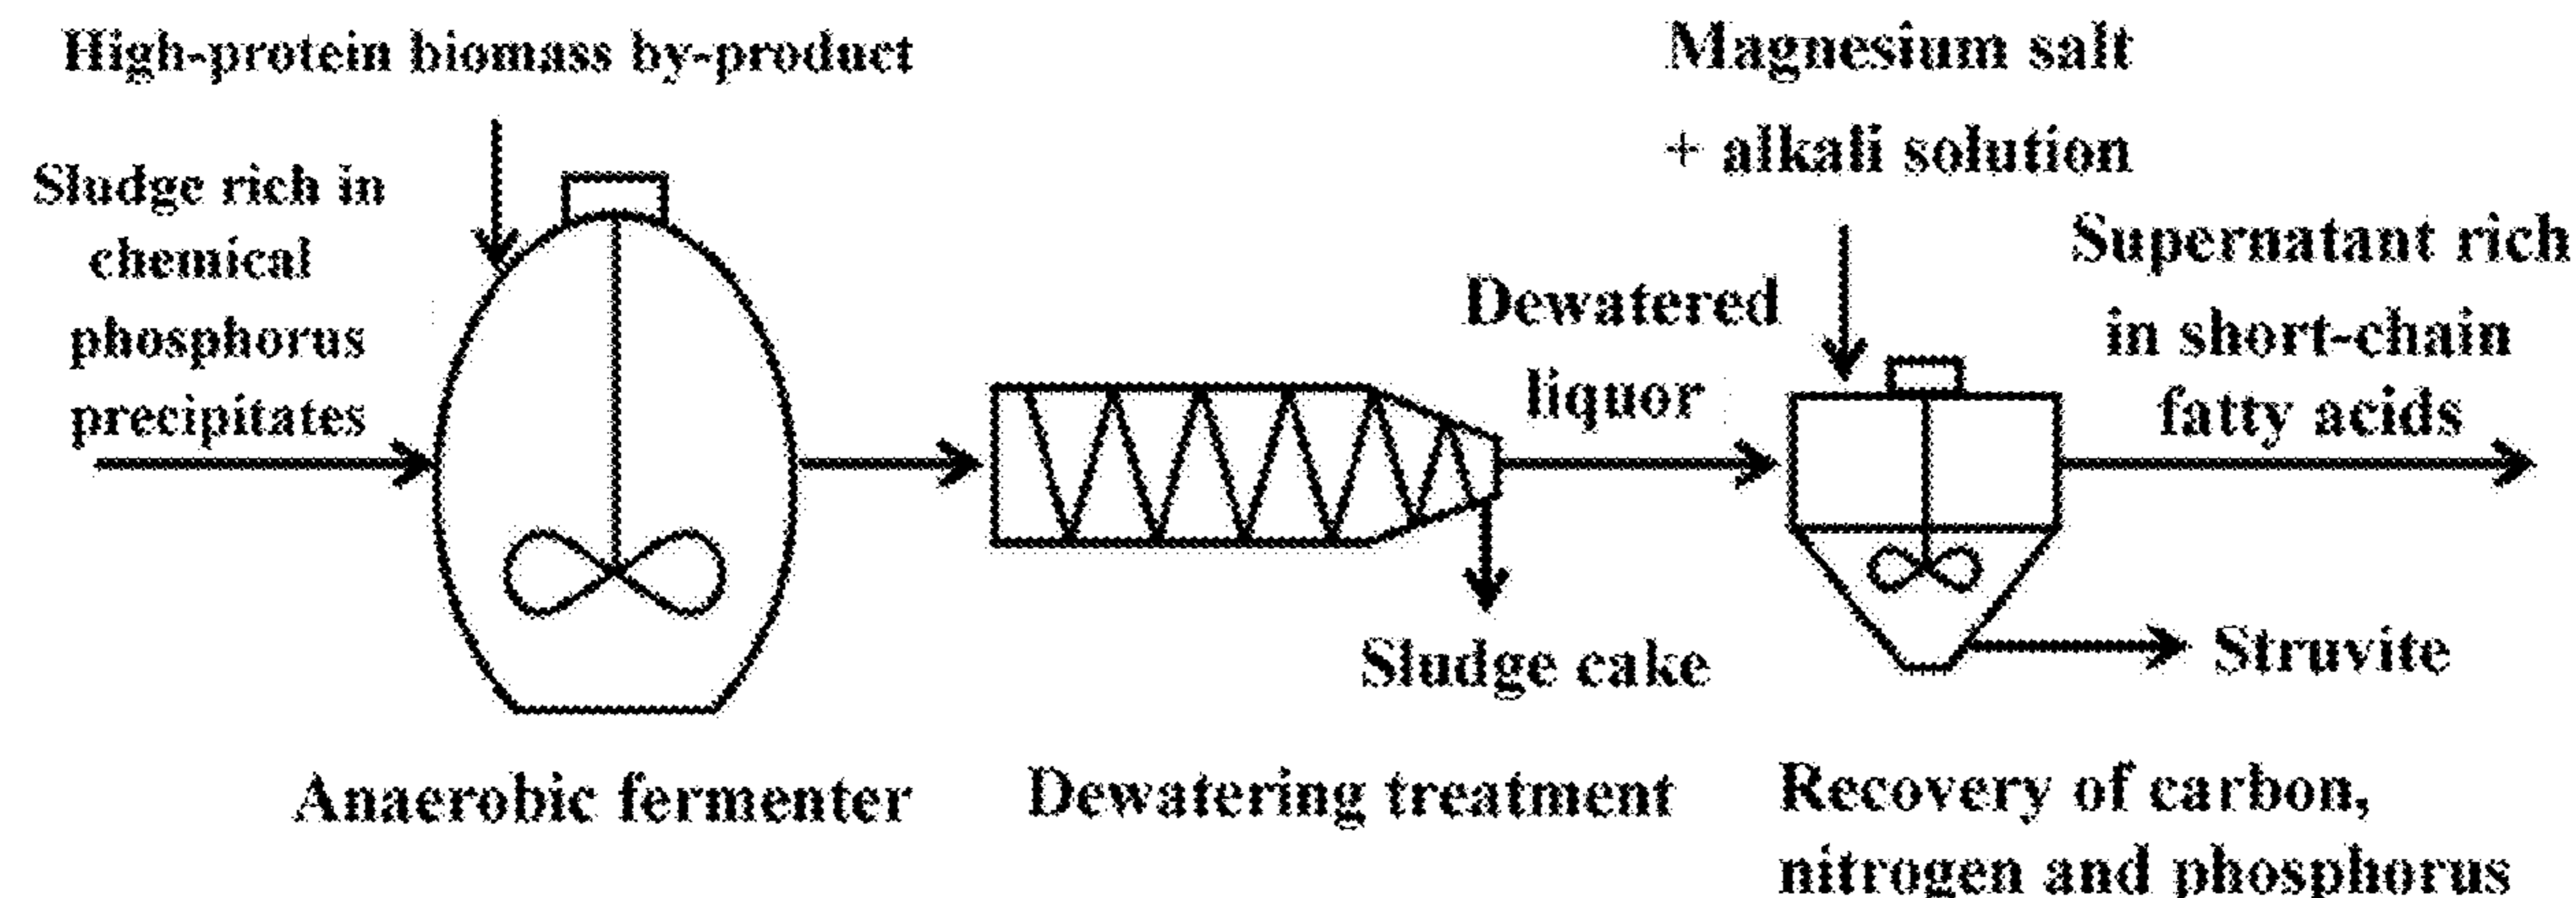 High-protein biomass by-product
Sludge rich in
chemical
phosphorus
precipitates
Anaerobic fermenter
Dewatering treatment
Sludge cake
Dewatered
liquor
Magnesium salt
+ alkali solution
Supernatant rich
in short-chain
fatty acids
Struvite
Recovery of carbon,
nitrogen and phosphorus